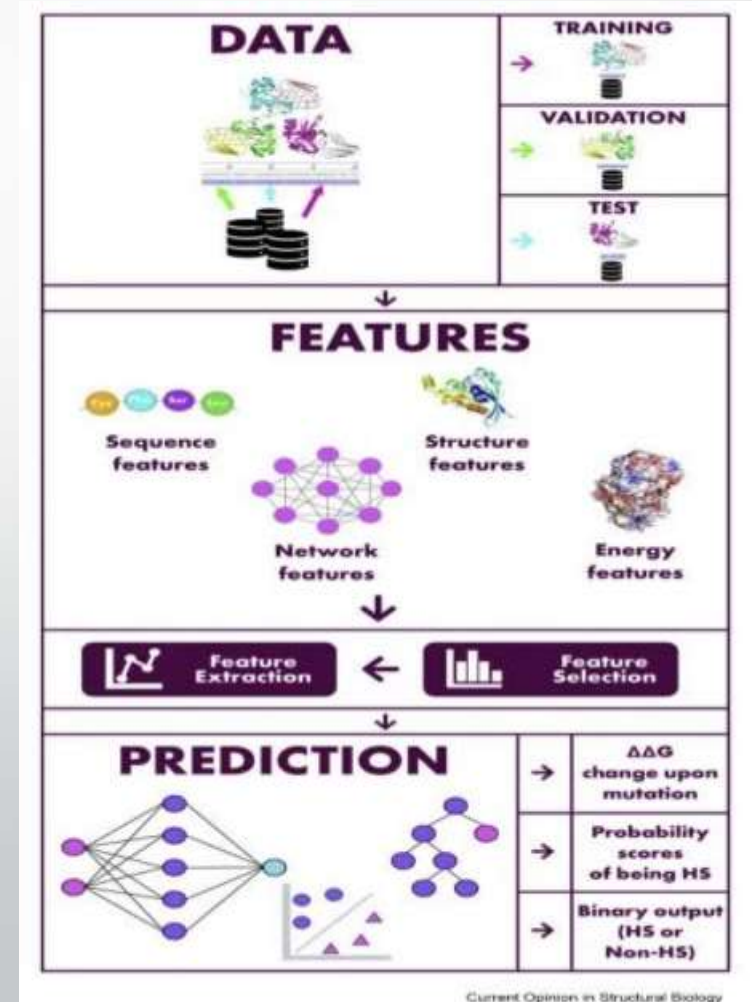 DATA
TRAINING
VALIDATION
TEST
FEATURES
Sequence
features
Structure
features
Network
features
Energy
features
Feature
Extraction
Feature
Selection
PREDICTION
ΔΔG
change upon
mutation
Probability
scores
of being HS
Binary output
(HS or
Non-HS)
Current Opinion in Structural Biology